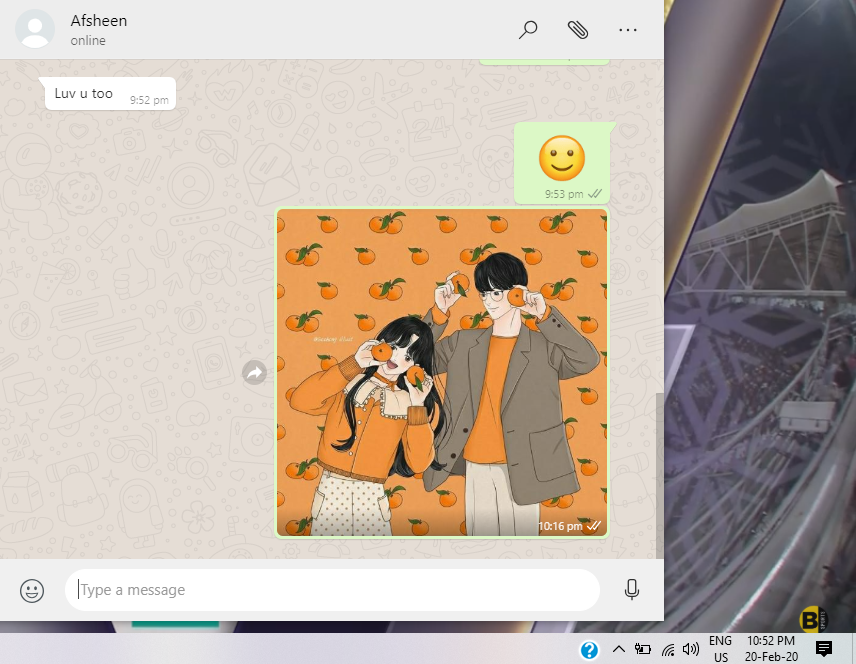 Afsheen
online
Luv u too
9:52 pm
9:53 pm
10:16 pm
Type a message
ENG
US
10:52 PM
20-Feb-20
B